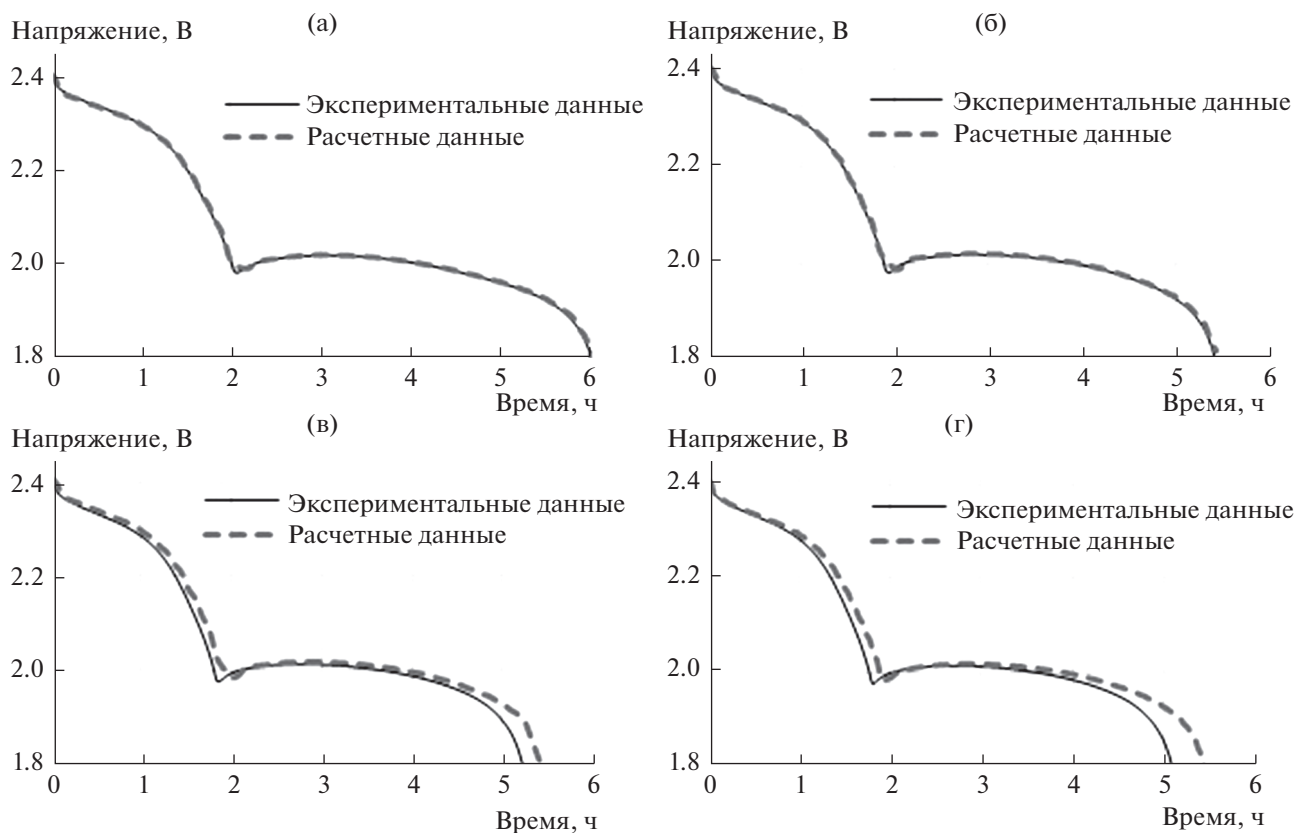 (а)
Напряжение, В
2.4
2.2
2.0
1.8
Экспериментальные данные
Расчетные данные
0 1 2 3 4 5 6
Время, ч
(б)
Напряжение, В
2.4
2.2
2.0
1.8
Экспериментальные данные
Расчетные данные
0 1 2 3 4 5 6
Время, ч
(в)
Напряжение, В
2.4
2.2
2.0
1.8
Экспериментальные данные
Расчетные данные
0 1 2 3 4 5 6
Время, ч
(г)
Напряжение, В
2.4
2.2
2.0
1.8
Экспериментальные данные
Расчетные данные
0 1 2 3 4 5 6
Время, ч